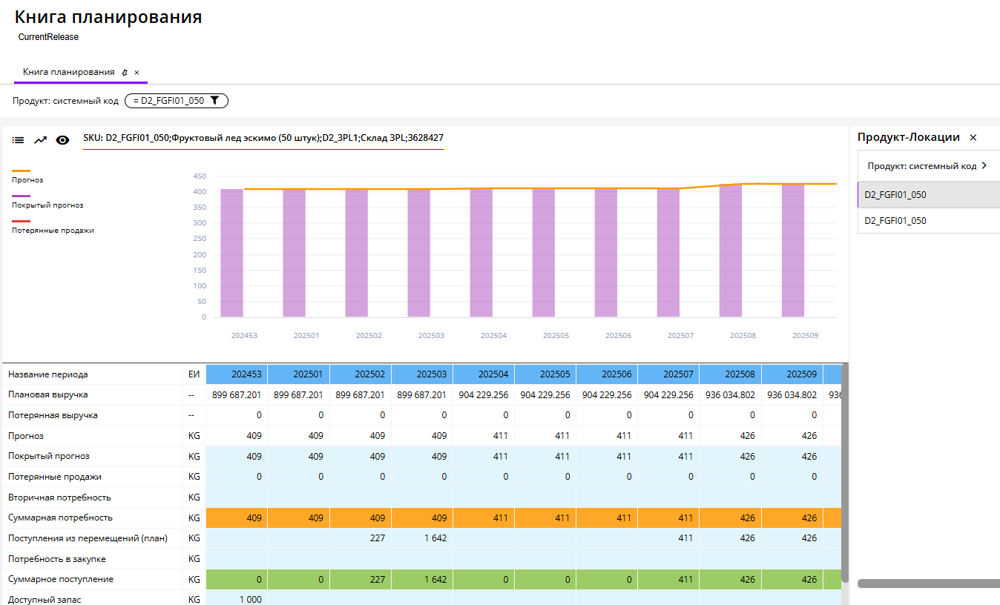 Книга планирования
CurrentRelease
Книга планирования ×
Продукт: системный код = D2_FGFI01_050
SKU: D2_FGFI01_050;Фруктовый лед эскимо (50 штук);D2_3PL1;Склад 3PL;3628427
Продукт-Локации ×
Продукт: системный код >
D2_FGFI01_050
D2_FGFI01_050
Прогноз
Покрытый прогноз
Потерянные продажи
450
400
350
300
250
200
150
100
50
0
202453 202501 202502 202503 202504 202505 202506 202507 202508 202509
Название периода ЕИ 202453 202501 202502 202503 202504 202505 202506 202507 202508 202509
Плановая выручка -- 899 687.201 899 687.201 899 687.201 899 687.201 904 229.256 904 229.256 904 229.256 904 229.256 936 034.802 936 034.802 936
Потерянная выручка -- 0 0 0 0 0 0 0 0 0 0
Прогноз KG 409 409 409 409 411 411 411 411 426 426
Покрытый прогноз KG 409 409 409 409 411 411 411 411 426 426
Потерянные продажи KG 0 0 0 0 0 0 0 0 0 0
Вторичная потребность KG
Суммарная потребность KG 409 409 409 409 411 411 411 411 426 426
Поступления из перемещений (план) KG 227 1 642 411 426 426
Потребность в закупке KG
Суммарное поступление KG 0 0 227 1 642 0 0 0 411 426 426
Доступный запас KG 1 000